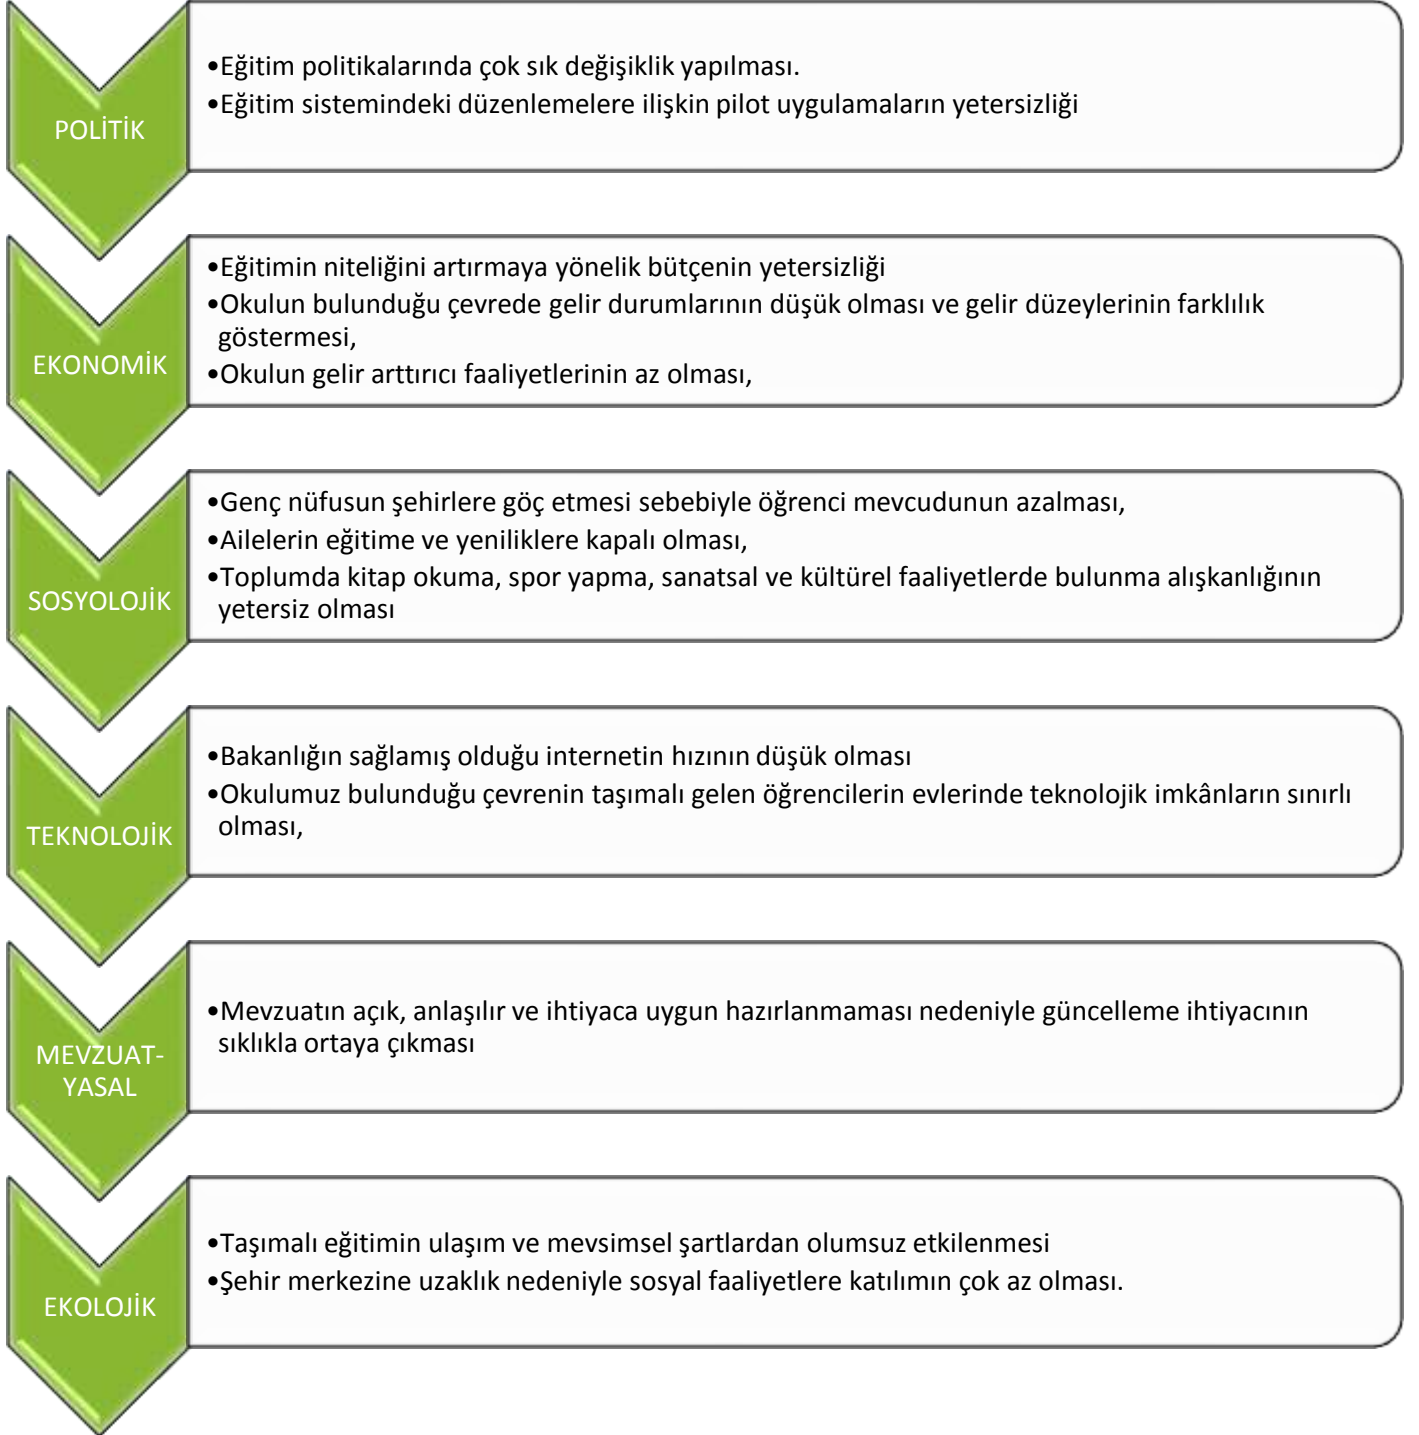 POLİTİK
•Eğitim politikalarında çok sık değişiklik yapılması.
•Eğitim sistemindeki düzenlemelere ilişkin pilot uygulamaların yetersizliği
EKONOMİK
•Eğitimin niteliğini artırmaya yönelik bütçenin yetersizliği
•Okulun bulunduğu çevrede gelir durumlarının düşük olması ve gelir düzeylerinin farklılık
göstermesi,
•Okulun gelir arttırıcı faaliyetlerinin az olması,
SOSYOLOJİK
•Genç nüfusun şehirlere göç etmesi sebebiyle öğrenci mevcudunun azalması,
•Ailelerin eğitime ve yeniliklere kapalı olması,
•Toplumda kitap okuma, spor yapma, sanatsal ve kültürel faaliyetlerde bulunma alışkanlığının
yetersiz olması
TEKNOLOJİK
•Bakanlığın sağlamış olduğu internetin hızının düşük olması
•Okulumuz bulunduğu çevrenin taşımalı gelen öğrencilerin evlerinde teknolojik imkânların sınırlı
olması,
MEVZUAT-
YASAL
•Mevzuatın açık, anlaşılır ve ihtiyaca uygun hazırlanmaması nedeniyle güncelleme ihtiyacının
sıklıkla ortaya çıkması
EKOLOJİK
•Taşımalı eğitimin ulaşım ve mevsimsel şartlardan olumsuz etkilenmesi
•Şehir merkezine uzaklık nedeniyle sosyal faaliyetlere katılımın çok az olması.